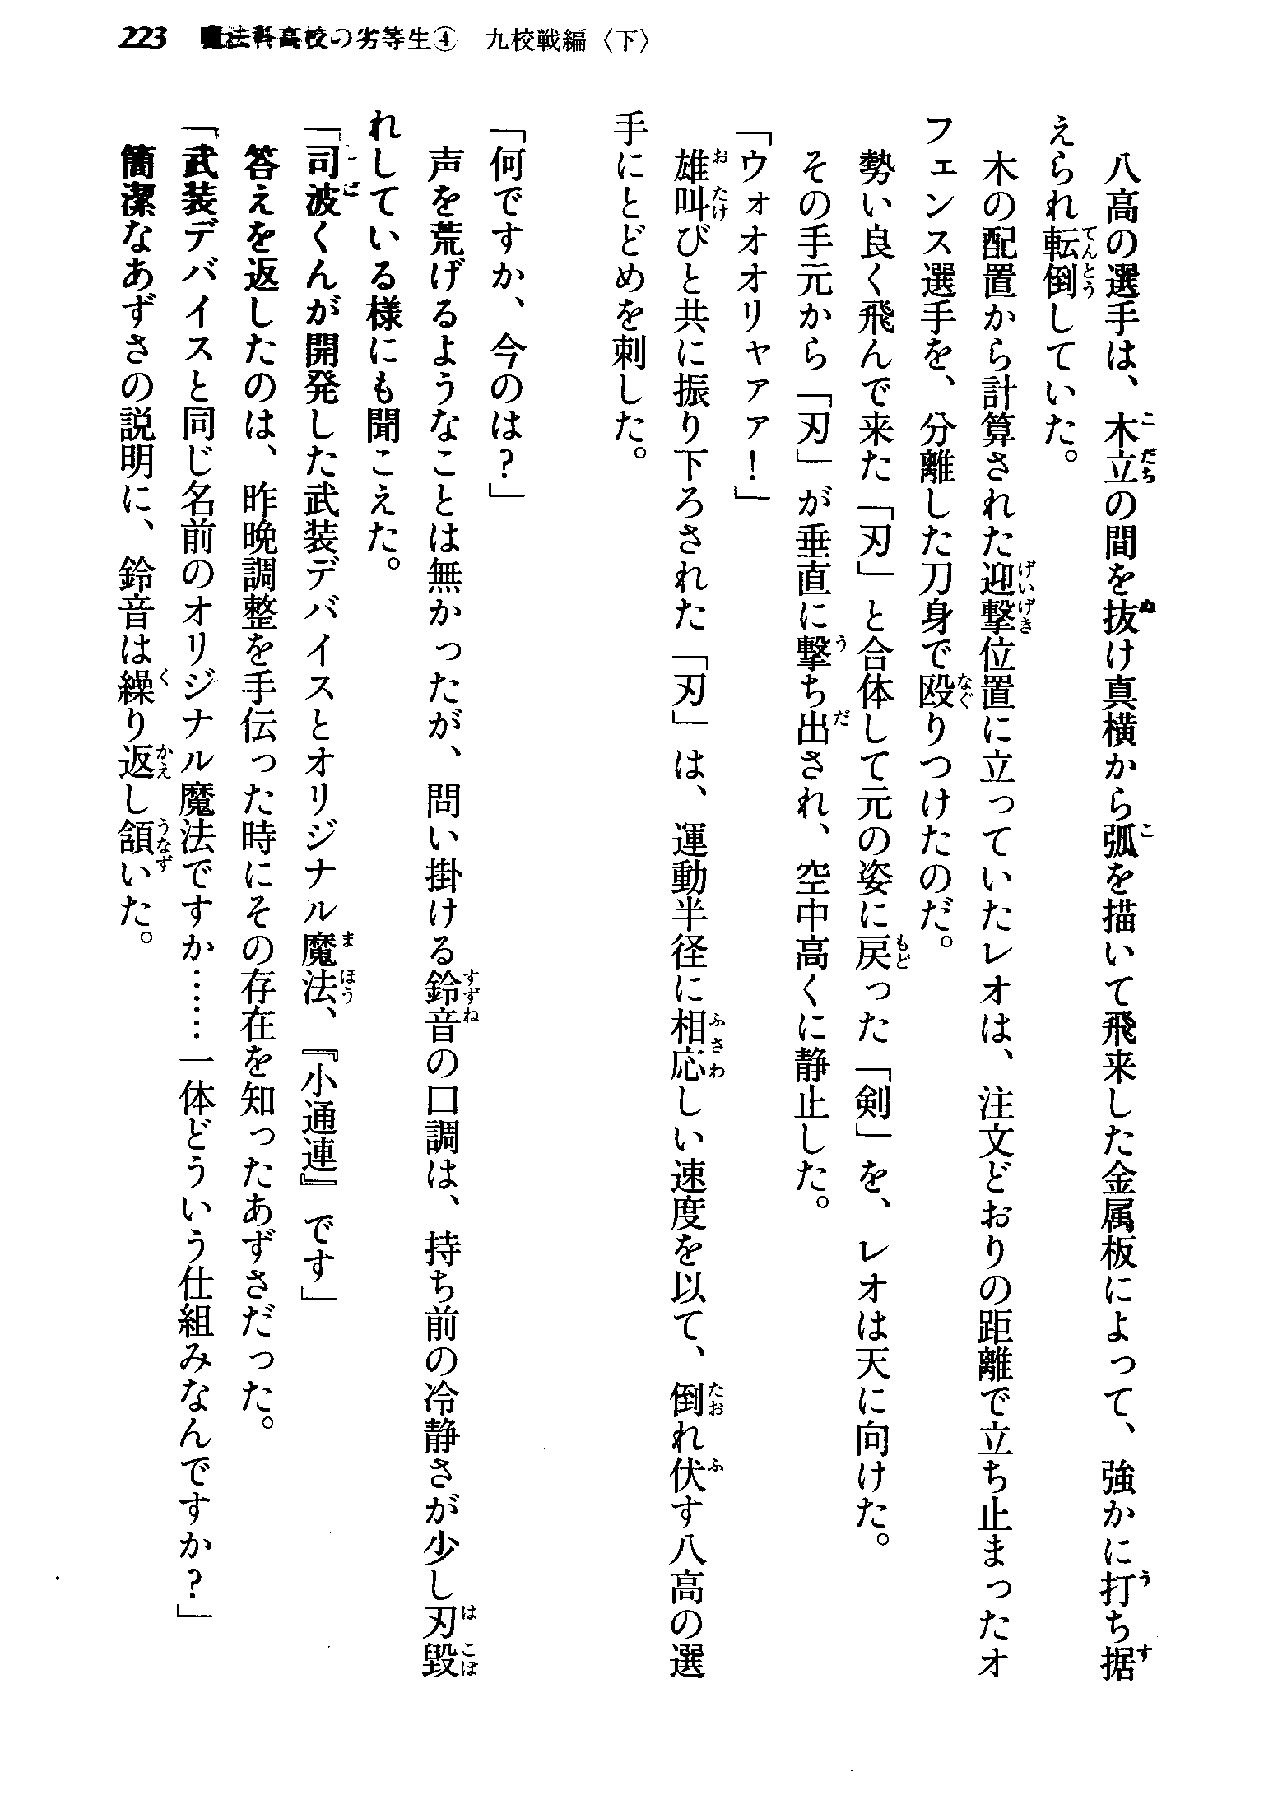 223　魔法科高校の劣等生④　九校戦編〈下〉
　八高の選手は、木立の間を抜け真横から弧を描いて飛来した金属板によって、強かに打ち据
えられ転倒していた。
　木の配置から計算された迎撃位置に立っていたレオは、注文どおりの距離で立ち止まったオ
フェンス選手を、分離した刀身で殴りつけたのだ。
　勢い良く飛んで来た「刃」と合体して元の姿に戻った「剣」を、レオは天に向けた。
　その手元から「刃」が垂直に撃ち出され、空中高くに静止した。
「ウォオオリャァァ！」
　雄叫びと共に振り下ろされた「刃」は、運動半径に相応しい速度を以て、倒れ伏す八高の選
手にとどめを刺した。
「何ですか、今のは？」
　声を荒げるようなことは無かったが、問い掛ける鈴音の口調は、持ち前の冷静さが少し刃毀
れしている様にも聞こえた。
「司波くんが開発した武装デバイスとオリジナル魔法、『小通連』です」
　答えを返したのは、昨晩調整を手伝った時にその存在を知ったあずさだった。
「武装デバイスと同じ名前のオリジナル魔法ですか……一体どういう仕組みなんですか？」
　簡潔なあずさの説明に、鈴音は繰り返し頷いた。